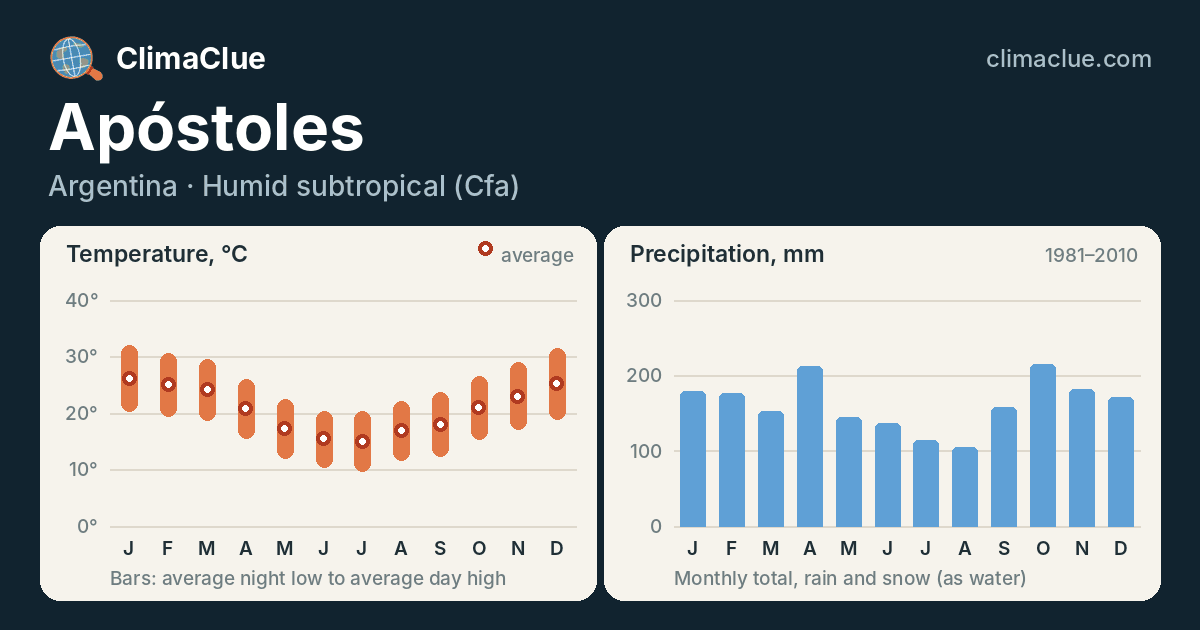 ClimaClue
climaclue.com
Apóstoles
Argentina · Humid subtropical (Cfa)
Temperature, °C
average
40°
30°
20°
10°
0°
J F M A M J J A S O N D
Bars: average night low to average day high
Precipitation, mm
1981–2010
300
200
100
0
J F M A M J J A S O N D
Monthly total, rain and snow (as water)